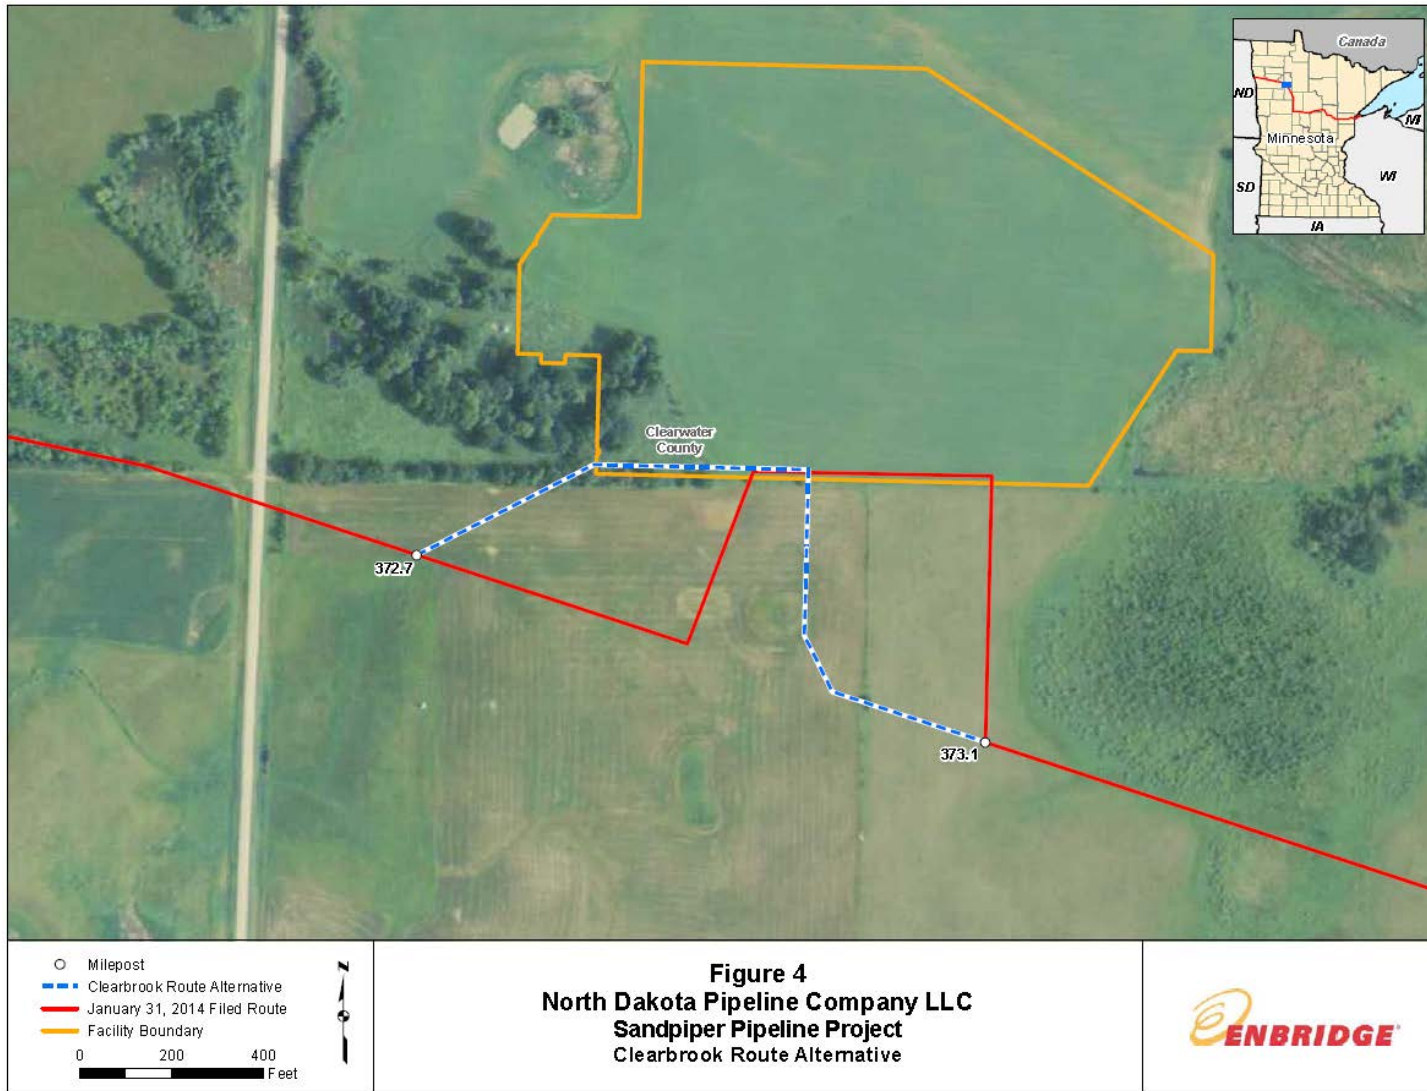 Canada
ND
Minnesota
MI
SD
WI
IA
Clearwater
County
372.7
373.1
Milepost
Clearbrook Route Alternative
January 31, 2014 Filed Route
Facility Boundary
0 200 400
Feet
N
Figure 4
North Dakota Pipeline Company LLC
Sandpiper Pipeline Project
Clearbrook Route Alternative
ENBRIDGE®